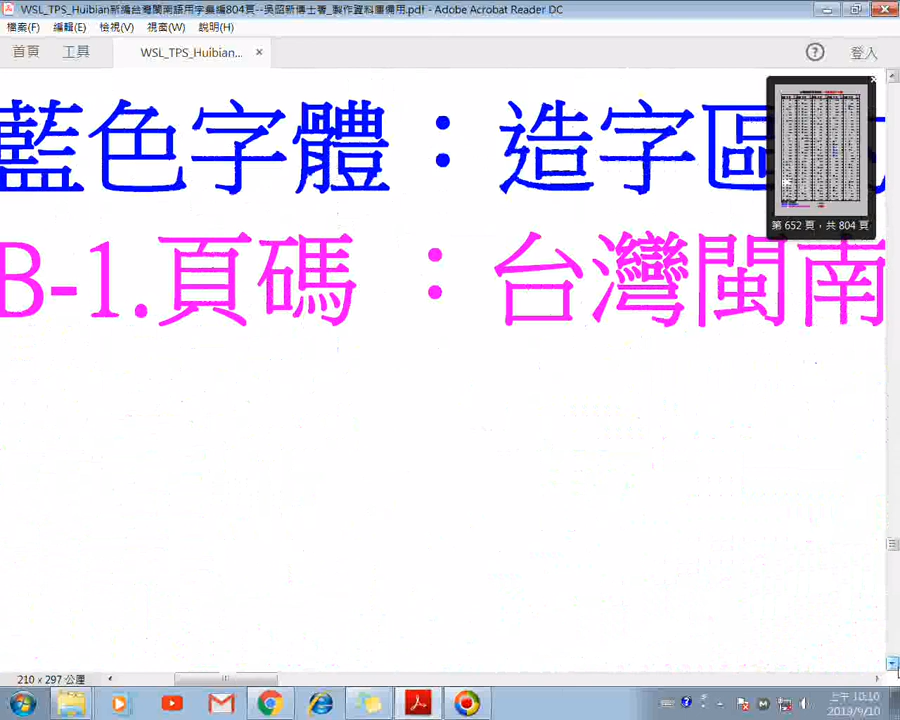 WSL_TPS_Huibian新編台灣閩南語用字彙編804頁--吳昭新博士著_製作資料庫備用.pdf - Adobe Acrobat Reader DC
檔案(F) 編輯(E) 檢視(V) 視窗(W) 說明(H)
首頁 工具 WSL_TPS_Huibian... × ? 登入
藍色字體：造字區
第 652 頁，共 804 頁
B-1.頁碼 ：台灣閩南
210 x 297 公厘
上午 10:10
2019/9/10